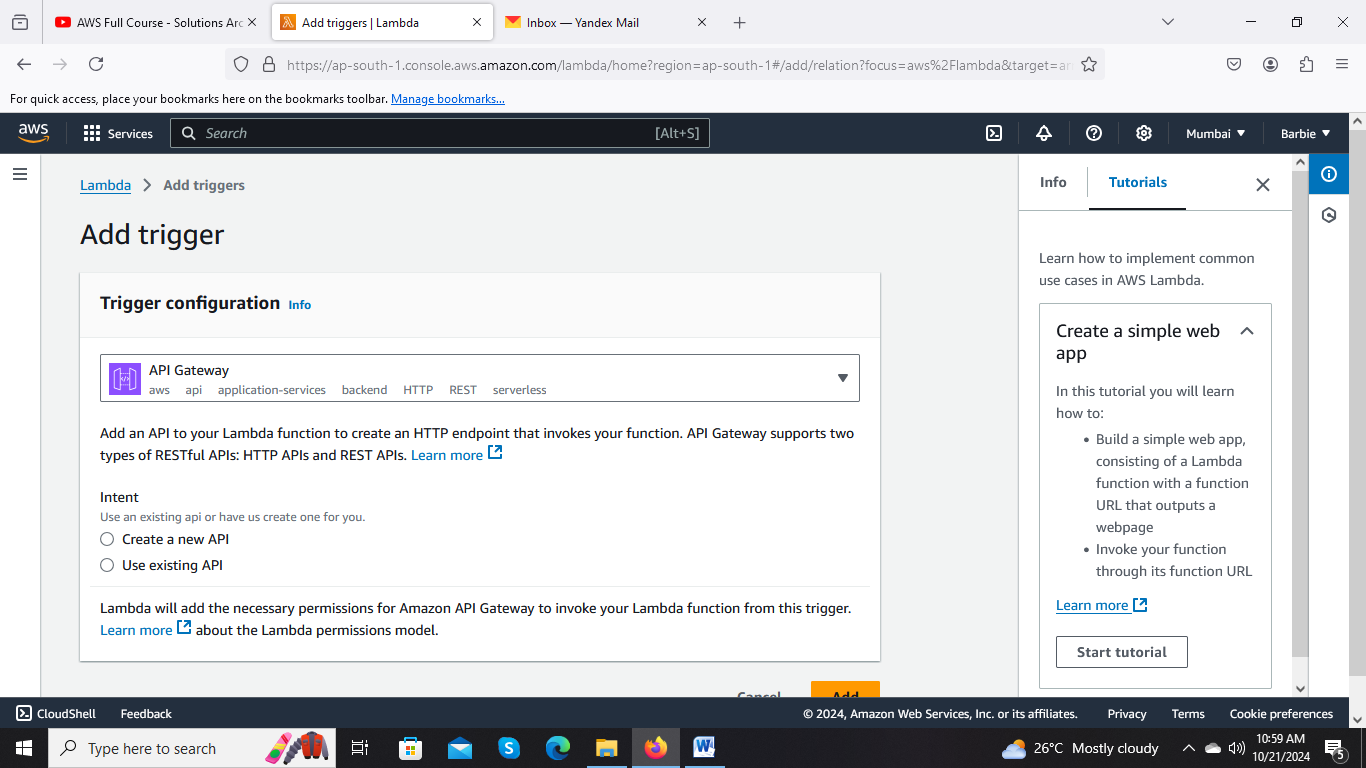 AWS Full Course - Solutions Arc
Add triggers | Lambda
Inbox — Yandex Mail
https://ap-south-1.console.aws.amazon.com/lambda/home?region=ap-south-1#/add/relation?focus=aws%2Flambda&target=ar
For quick access, place your bookmarks here on the bookmarks toolbar. Manage bookmarks...
aws
Services
Search
[Alt+S]
Mumbai
Barbie
Lambda
Add triggers
Add trigger
Trigger configuration Info
API Gateway
aws api application-services backend HTTP REST serverless
Add an API to your Lambda function to create an HTTP endpoint that invokes your function. API Gateway supports two
types of RESTful APIs: HTTP APIs and REST APIs. Learn more
Intent
Use an existing api or have us create one for you.
Create a new API
Use existing API
Lambda will add the necessary permissions for Amazon API Gateway to invoke your Lambda function from this trigger.
Learn more about the Lambda permissions model.
Cancel
Add
Info
Tutorials
Learn how to implement common
use cases in AWS Lambda.
Create a simple web
app
In this tutorial you will learn
how to:
• Build a simple web app,
consisting of a Lambda
function with a function
URL that outputs a
webpage
• Invoke your function
through its function URL
Learn more
Start tutorial
CloudShell
Feedback
© 2024, Amazon Web Services, Inc. or its affiliates.
Privacy
Terms
Cookie preferences
Type here to search
26°C Mostly cloudy
10:59 AM
10/21/2024
5